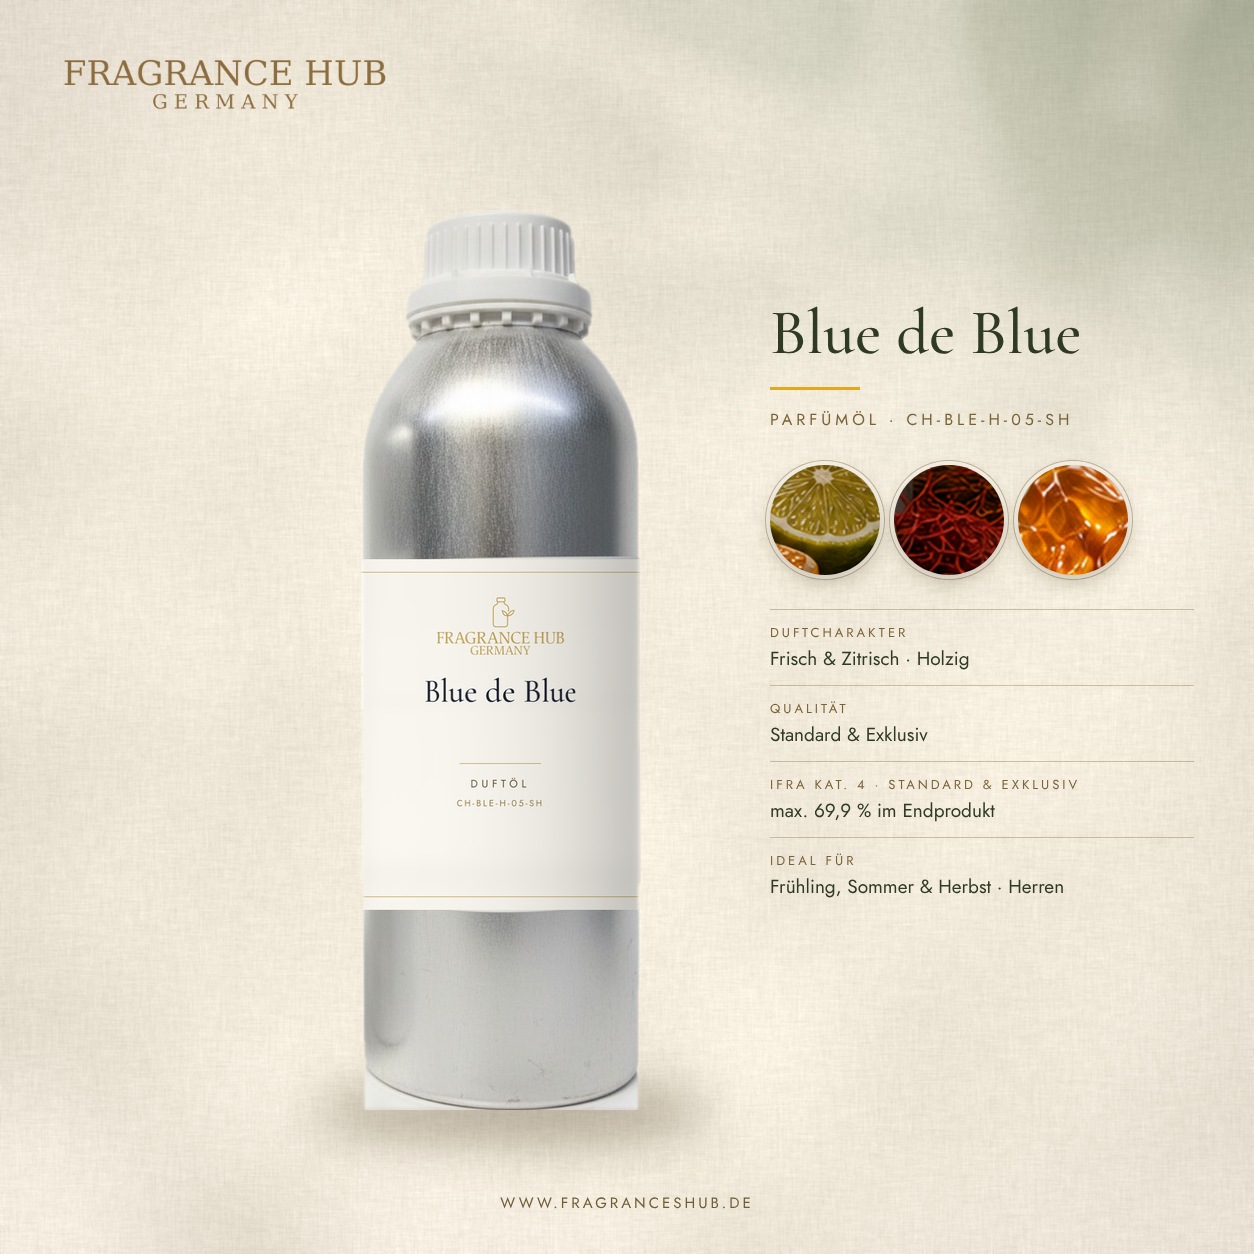 FRAGRANCE HUB
GERMANY
Blue de Blue
PARFÜMÖL · CH-BLE-H-05-SH
DUFTCHARAKTER
Frisch & Zitrisch · Holzig
QUALITÄT
Standard & Exklusiv
IFRA KAT. 4 · STANDARD & EXKLUSIV
max. 69,9 % im Endprodukt
IDEAL FÜR
Frühling, Sommer & Herbst · Herren
FRAGRANCE HUB
GERMANY
Blue de Blue
DUFTÖL
CH-BLE-H-05-SH
WWW.FRAGRANCESHUB.DE